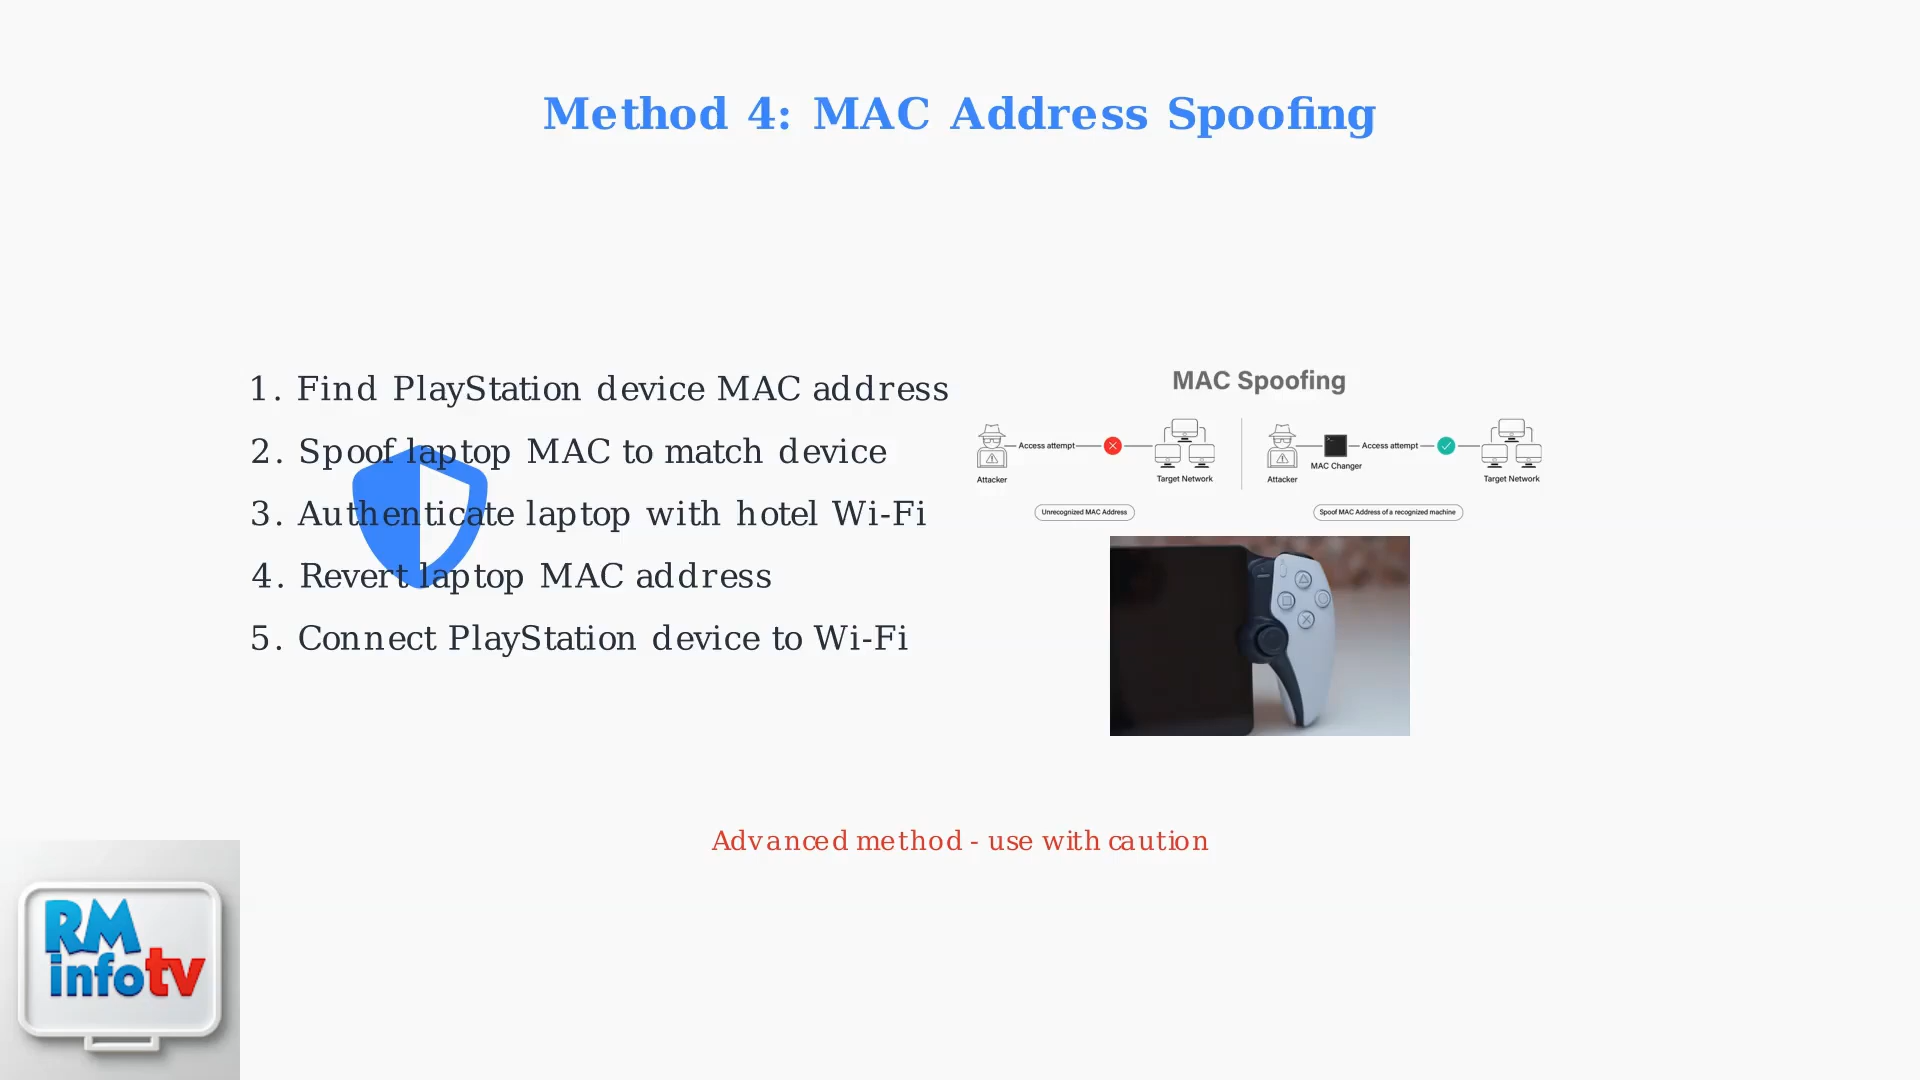 Method 4: MAC Address Spoofing
1. Find PlayStation device MAC address
2. Spoof laptop MAC to match device
3. Authenticate laptop with hotel Wi-Fi
4. Revert laptop MAC address
5. Connect PlayStation device to Wi-Fi
MAC Spoofing
Access attempt
Attacker
Target Network
Unrecognized MAC Address
Access attempt
MAC Changer
Attacker
Target Network
Spoof MAC Address of a recognized machine
Advanced method - use with caution
RM
infotv